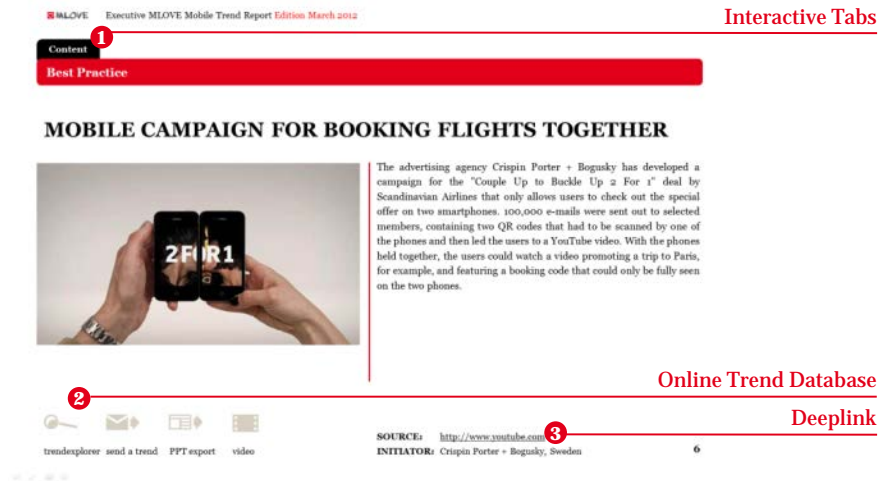 MLOVE Executive MLOVE Mobile Trend Report Edition March 2012
Interactive Tabs
1
Content
Best Practice
MOBILE CAMPAIGN FOR BOOKING FLIGHTS TOGETHER
The advertising agency Crispin Porter + Bogusky has developed a
campaign for the "Couple Up to Buckle Up 2 For 1" deal by
Scandinavian Airlines that only allows users to check out the special
offer on two smartphones. 100,000 e-mails were sent out to selected
members, containing two QR codes that had to be scanned by one of
the phones and then led the users to a YouTube video. With the phones
held together, the users could watch a video promoting a trip to Paris,
for example, and featuring a booking code that could only be fully seen
on the two phones.
2FOR1
Online Trend Database
2
Deeplink
3
trendexplorer send a trend PPT export video
SOURCE: http://www.youtube.com
INITIATOR: Crispin Porter + Bogusky, Sweden
6